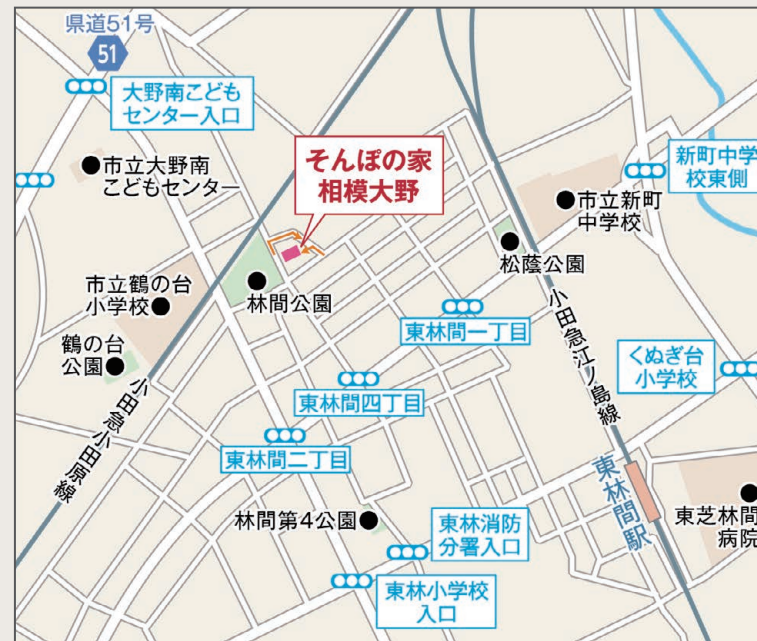 県道51号
51
大野南こども
センター入口
市立大野南
こどもセンター
そんぽの家
相模大野
新町中学
校東側
市立新町
中学校
松蔭公園
市立鶴の台
小学校
林間公園
鶴の台
公園
東林間一丁目
小田急江ノ島線
くぬぎ台
小学校
小田急小田原線
東林間四丁目
東林間二丁目
東林間駅
林間第4公園
東林消防
分署入口
東芝林間
病院
東林小学校
入口